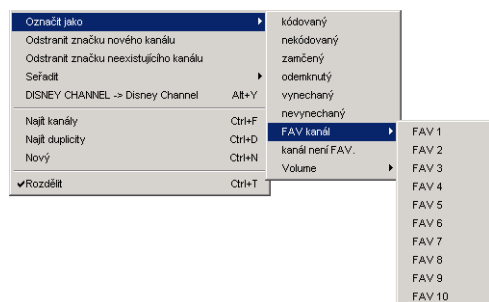 Označit jako
Odstranit značku nového kanálu
Odstranit značku neexistujícího kanálu
Seřadit
DISNEY CHANNEL -> Disney Channel Alt+Y
Najít kanály Ctrl+F
Najít duplicity Ctrl+D
Nový Ctrl+N
Rozdělit Ctrl+T
kódovaný
nekódovaný
zamčený
odemknutý
vynechaný
nevynechaný
FAV kanál
kanál není FAV.
Volume
FAV 1
FAV 2
FAV 3
FAV 4
FAV 5
FAV 6
FAV 7
FAV 8
FAV 9
FAV 10